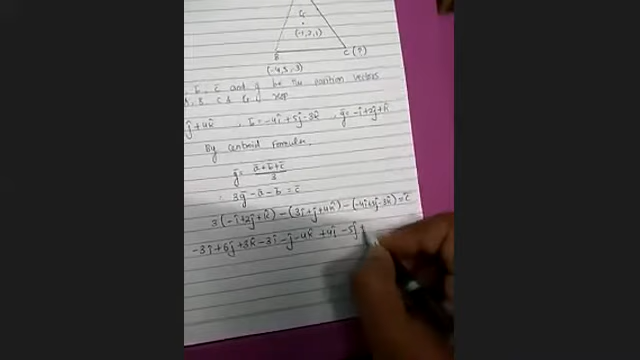 G
(-1,2,1)
B
C (?)
(-4,5,-3)
b, c and g be the position vectors
B, C & G, resp
j+4k̂ , b̄ = -4î+5ĵ-3k̂ , ḡ = -î+2ĵ+k̂
By centroid formula,
ḡ = ā+b̄+c̄
3
∴ 3ḡ-ā-b̄ = c̄
3(-î+2ĵ+k̂) - (3î+ĵ+4k̂) - (-4î+5ĵ-3k̂) = c̄
-3î+6ĵ+3k̂-3î-ĵ-4k̂+4î-5ĵ+